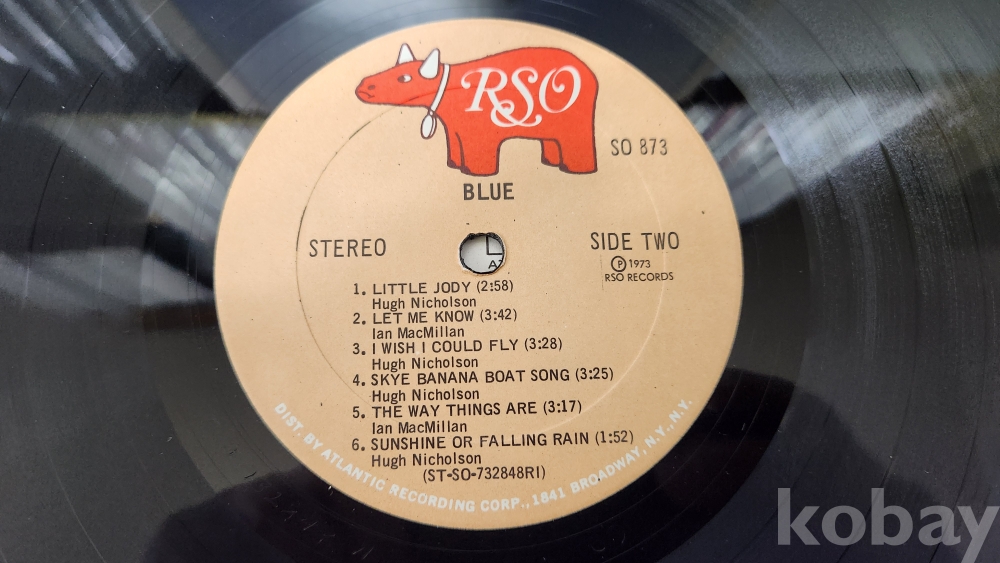 RSO
SO 873
BLUE
STEREO
SIDE TWO
Ⓟ 1973
RSO RECORDS
1. LITTLE JODY (2:58)
Hugh Nicholson
2. LET ME KNOW (3:42)
Ian MacMillan
3. I WISH I COULD FLY (3:28)
Hugh Nicholson
4. SKYE BANANA BOAT SONG (3:25)
Hugh Nicholson
5. THE WAY THINGS ARE (3:17)
Ian MacMillan
6. SUNSHINE OR FALLING RAIN (1:52)
Hugh Nicholson
(ST-SO-732848RI)
DIST. BY ATLANTIC RECORDING CORP., 1841 BROADWAY, N.Y., N.Y.
kobay